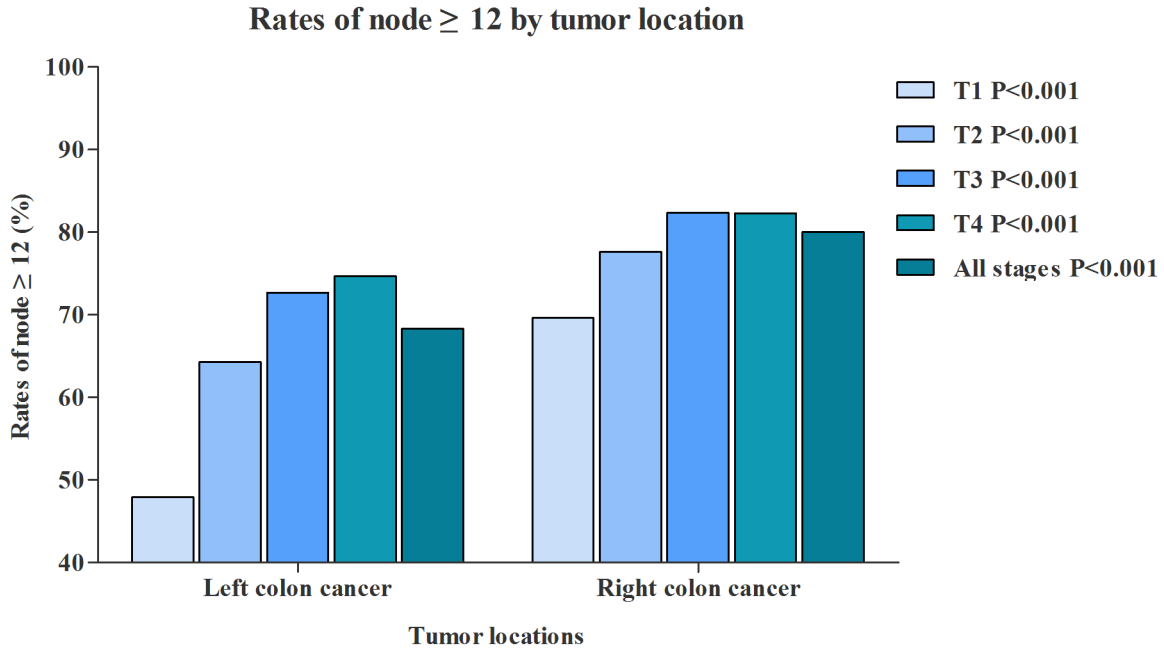 Rates of node ≥ 12 by tumor location
Rates of node ≥ 12 (%)
100
90
80
70
60
50
40
Left colon cancer
Right colon cancer
Tumor locations
T1 P<0.001
T2 P<0.001
T3 P<0.001
T4 P<0.001
All stages P<0.001